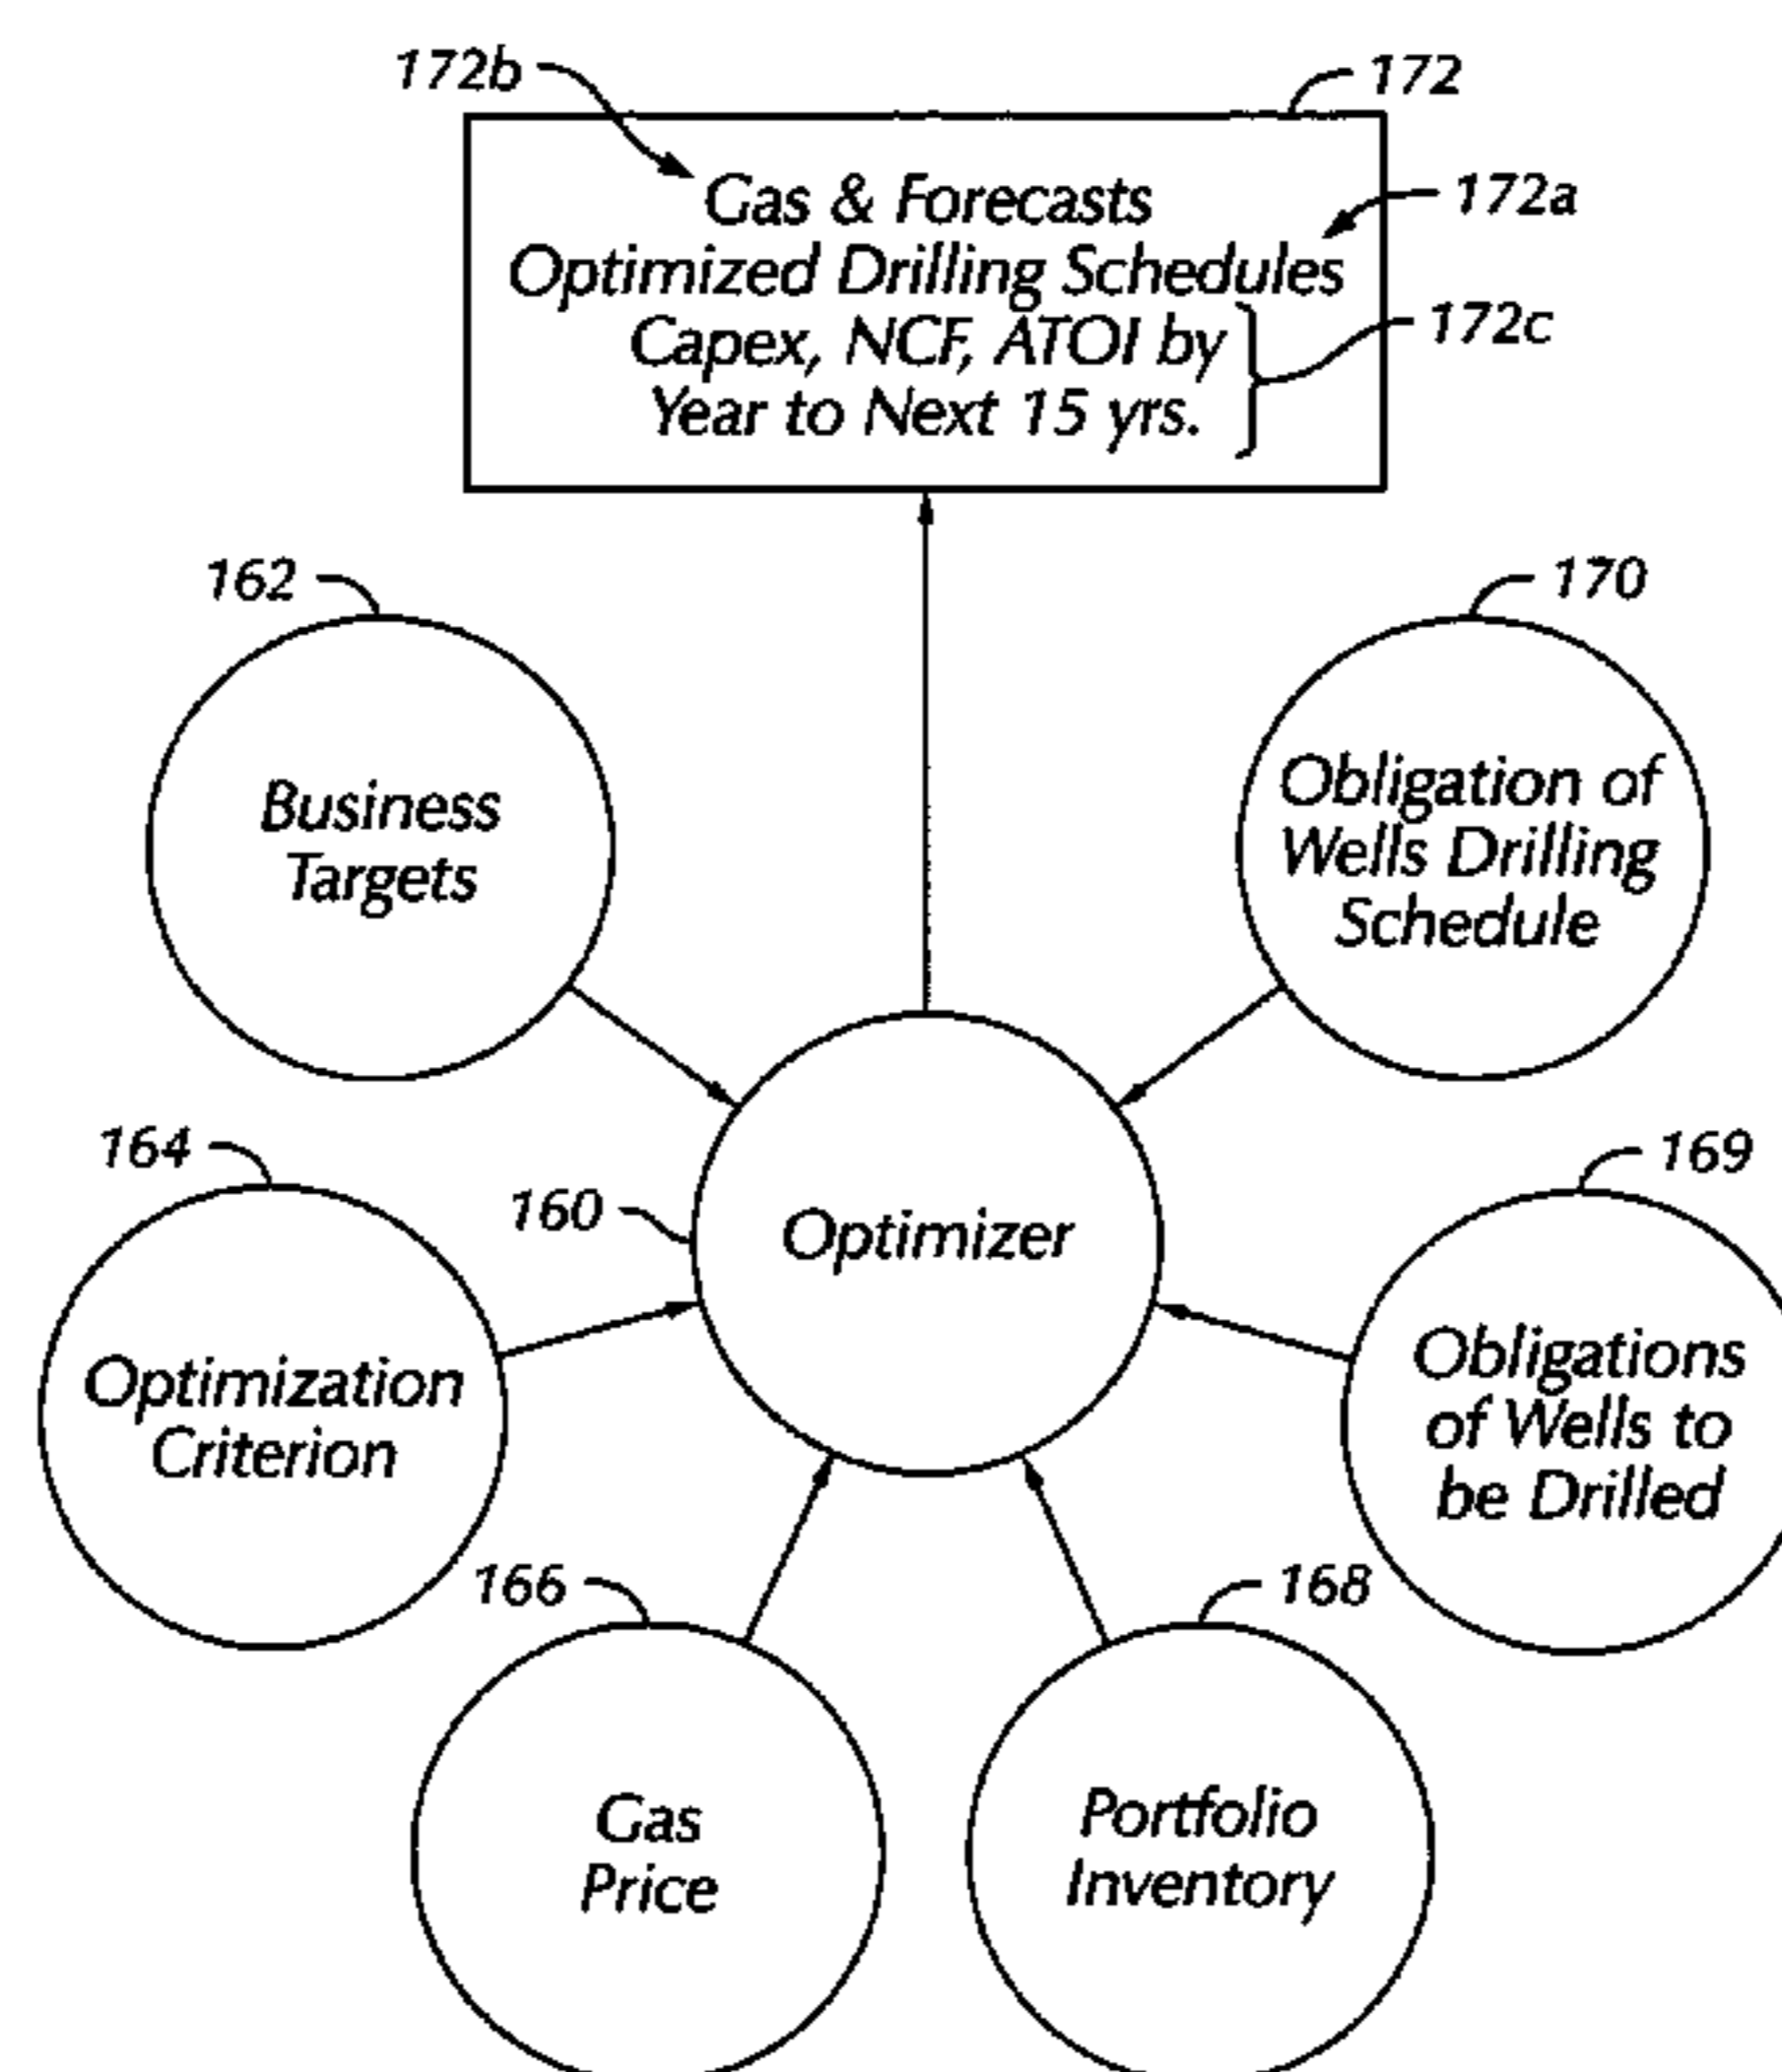 172b
172
Gas & Forecasts
172a
Optimized Drilling Schedules
Capex, NCF, ATOI by
172c
Year to Next 15 yrs.
162
170
Business
Targets
Obligation of
Wells Drilling
Schedule
164
169
160
Optimizer
Optimization
Criterion
Obligations
of Wells to
be Drilled
166
168
Gas
Price
Portfolio
Inventory